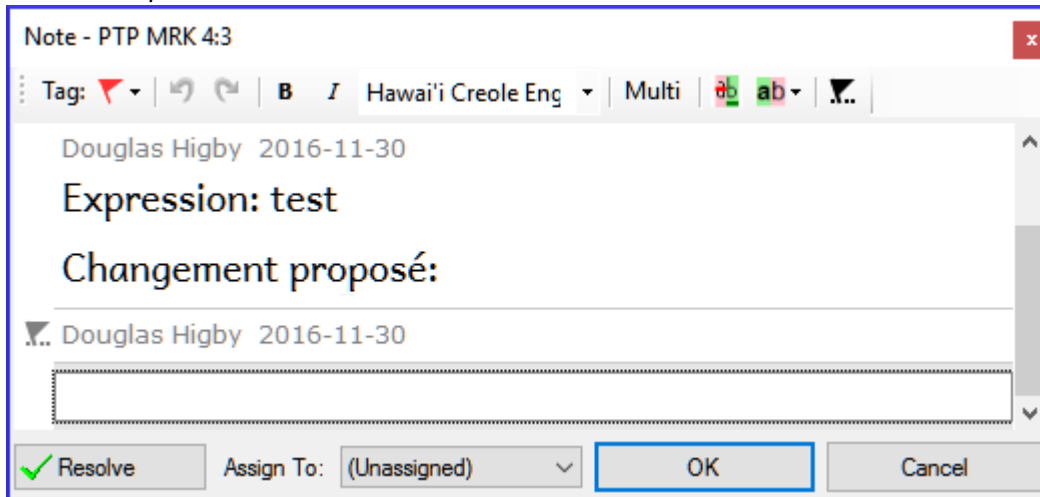 Note - PTP MRK 4:3
x
Tag: B I Hawai'i Creole Eng Multi ab ab
Douglas Higby 2016-11-30
Expression: test
Changement proposé:
Douglas Higby 2016-11-30
Resolve Assign To: (Unassigned) OK Cancel